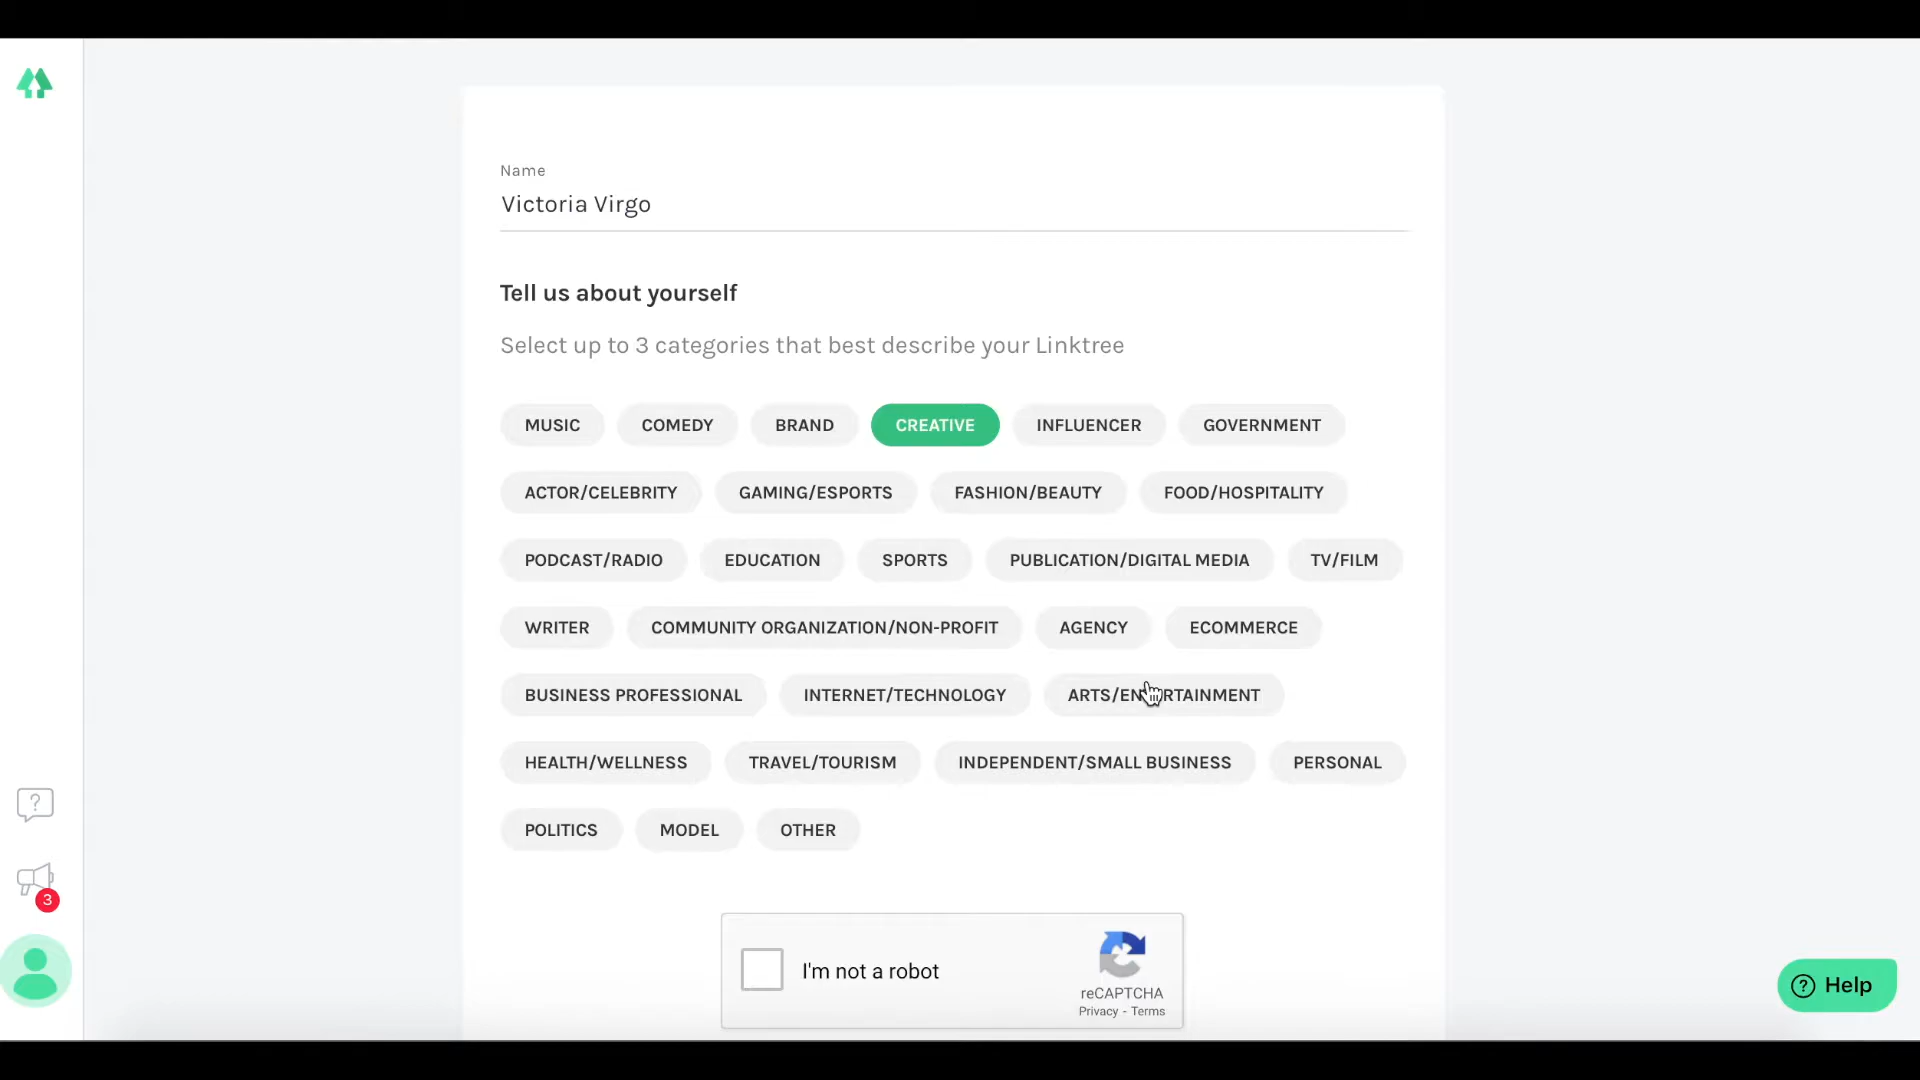 Name
Victoria Virgo
Tell us about yourself
Select up to 3 categories that best describe your Linktree
MUSIC COMEDY BRAND CREATIVE INFLUENCER GOVERNMENT
ACTOR/CELEBRITY GAMING/ESPORTS FASHION/BEAUTY FOOD/HOSPITALITY
PODCAST/RADIO EDUCATION SPORTS PUBLICATION/DIGITAL MEDIA TV/FILM
WRITER COMMUNITY ORGANIZATION/NON-PROFIT AGENCY ECOMMERCE
BUSINESS PROFESSIONAL INTERNET/TECHNOLOGY ARTS/ENTERTAINMENT
HEALTH/WELLNESS TRAVEL/TOURISM INDEPENDENT/SMALL BUSINESS PERSONAL
POLITICS MODEL OTHER
3
I'm not a robot
reCAPTCHA
Privacy - Terms
Help